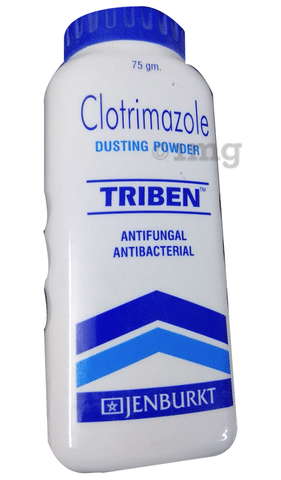 75 gm.
Clotrimazole
DUSTING POWDER
TRIBEN™
ANTIFUNGAL
ANTIBACTERIAL
JENBURKT